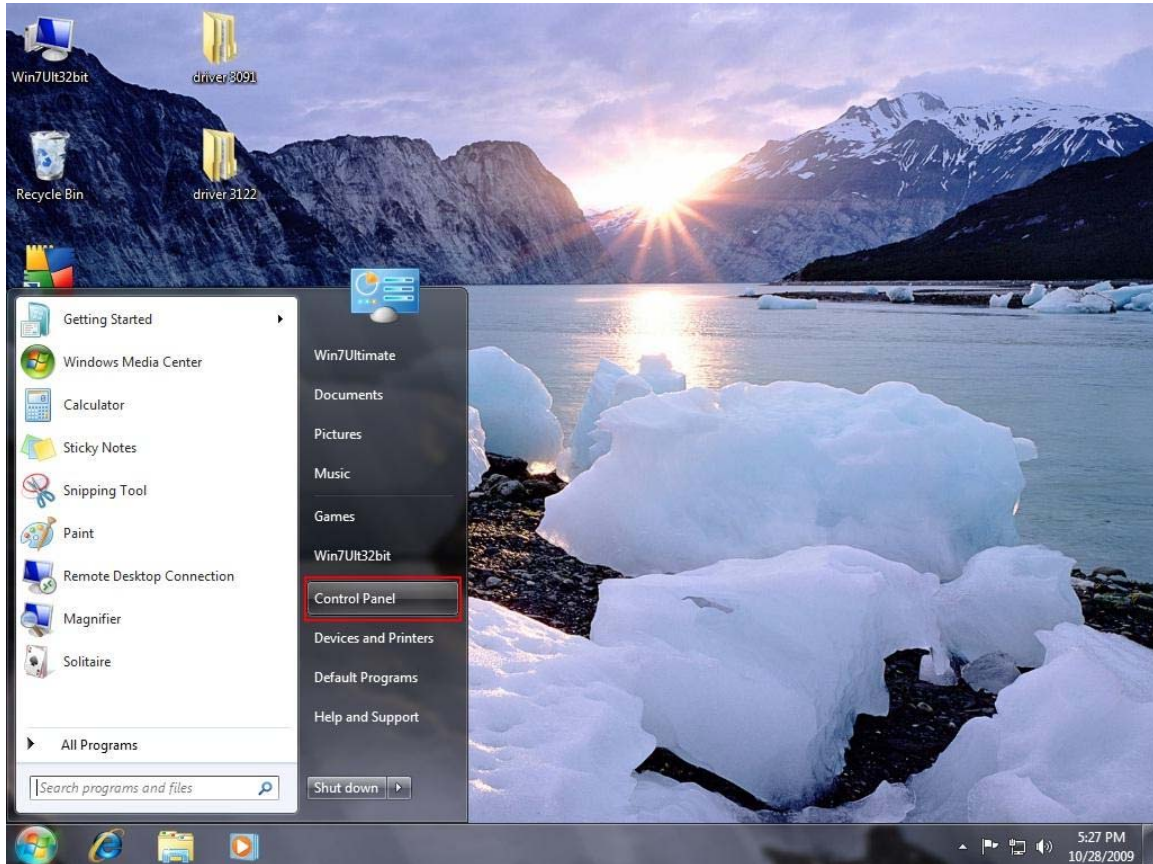 Win7Ult32bit
driver 3091
Recycle Bin
driver 3122
Getting Started
Windows Media Center
Calculator
Sticky Notes
Snipping Tool
Paint
Remote Desktop Connection
Magnifier
Solitaire
All Programs
Search programs and files
Win7Ultimate
Documents
Pictures
Music
Games
Win7Ult32bit
Control Panel
Devices and Printers
Default Programs
Help and Support
Shut down
5:27 PM
10/28/2009